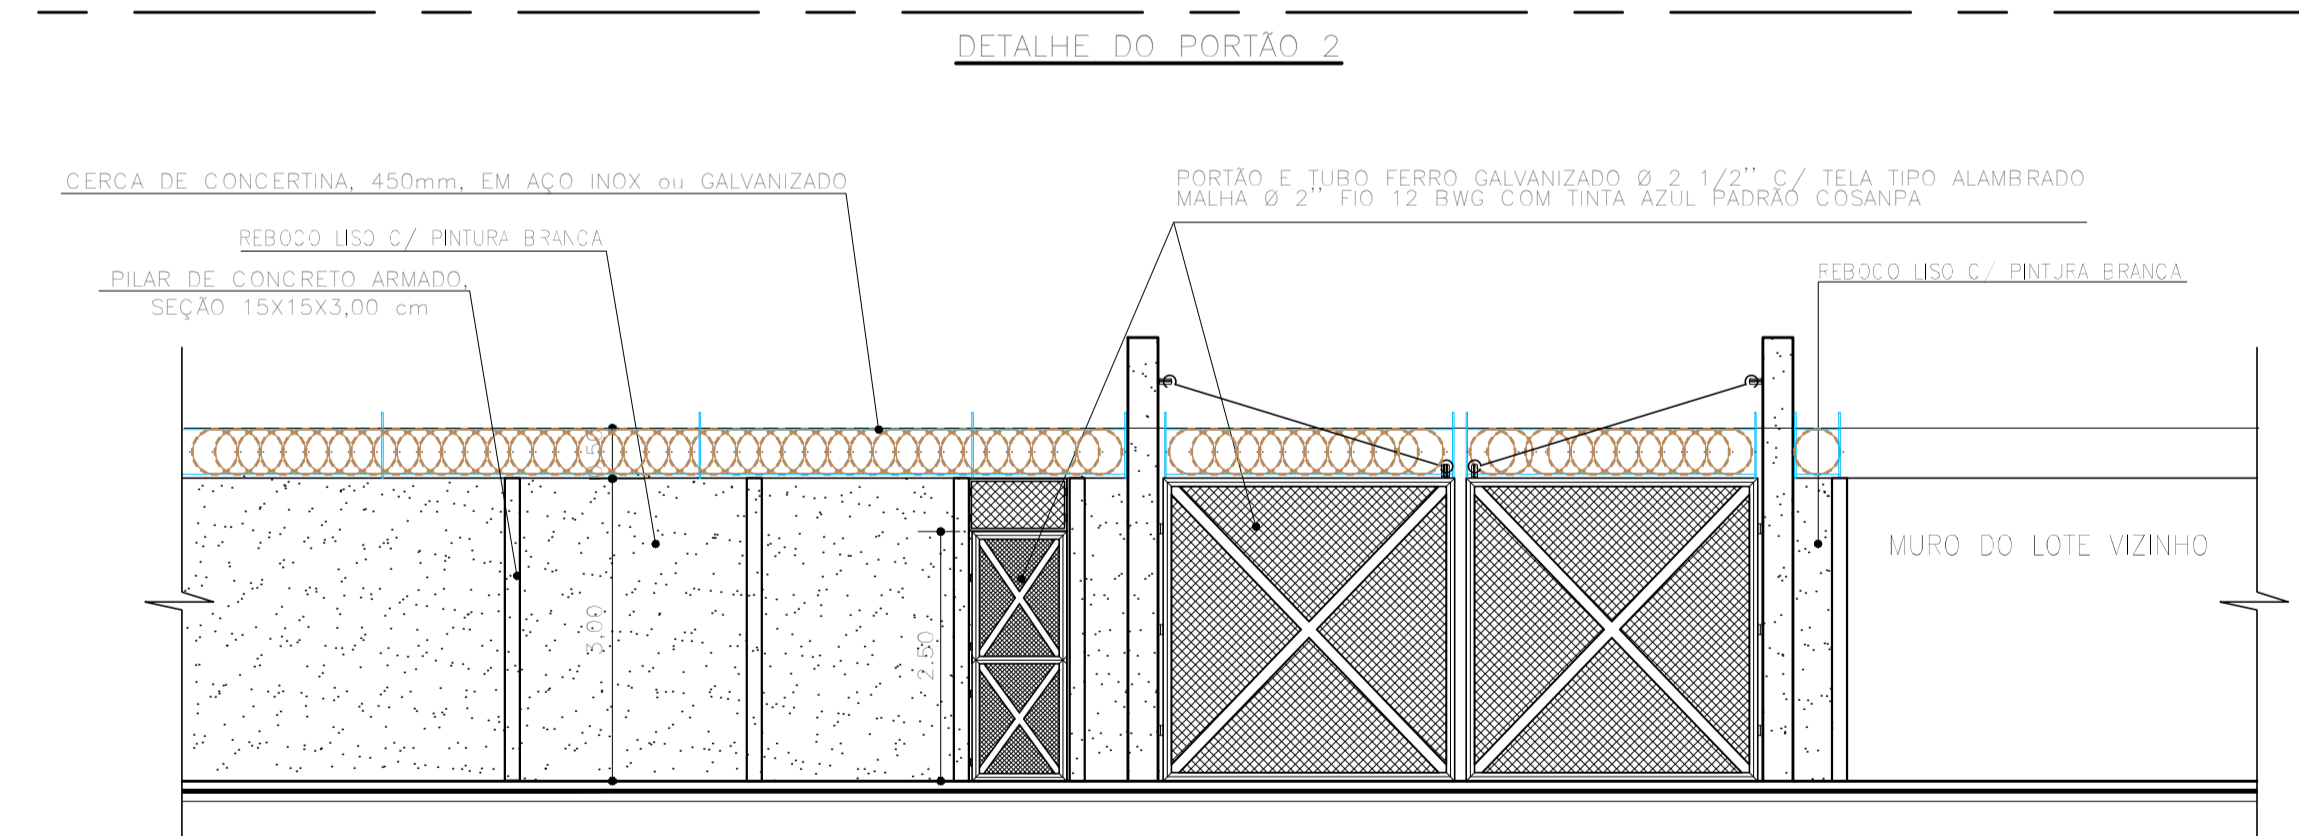 DETALHE DO PORTÃO 2
CERCA DE CONCERTINA, 450mm, EM AÇO INOX ou GALVANIZADO
PORTÃO E TUBO FERRO GALVANIZADO Ø 2 1/2'' C/ TELA TIPO ALAMBRADO
MALHA Ø 2'' FIO 12 BWG COM TINTA AZUL PADRÃO COSANPA
REBOCO LISO C/ PINTURA BRANCA
PILAR DE CONCRETO ARMADO,
SEÇÃO 15X15X3,00 cm
REBOCO LISO C/ PINTURA BRANCA
0.50
3,00
2.50
MURO DO LOTE VIZINHO